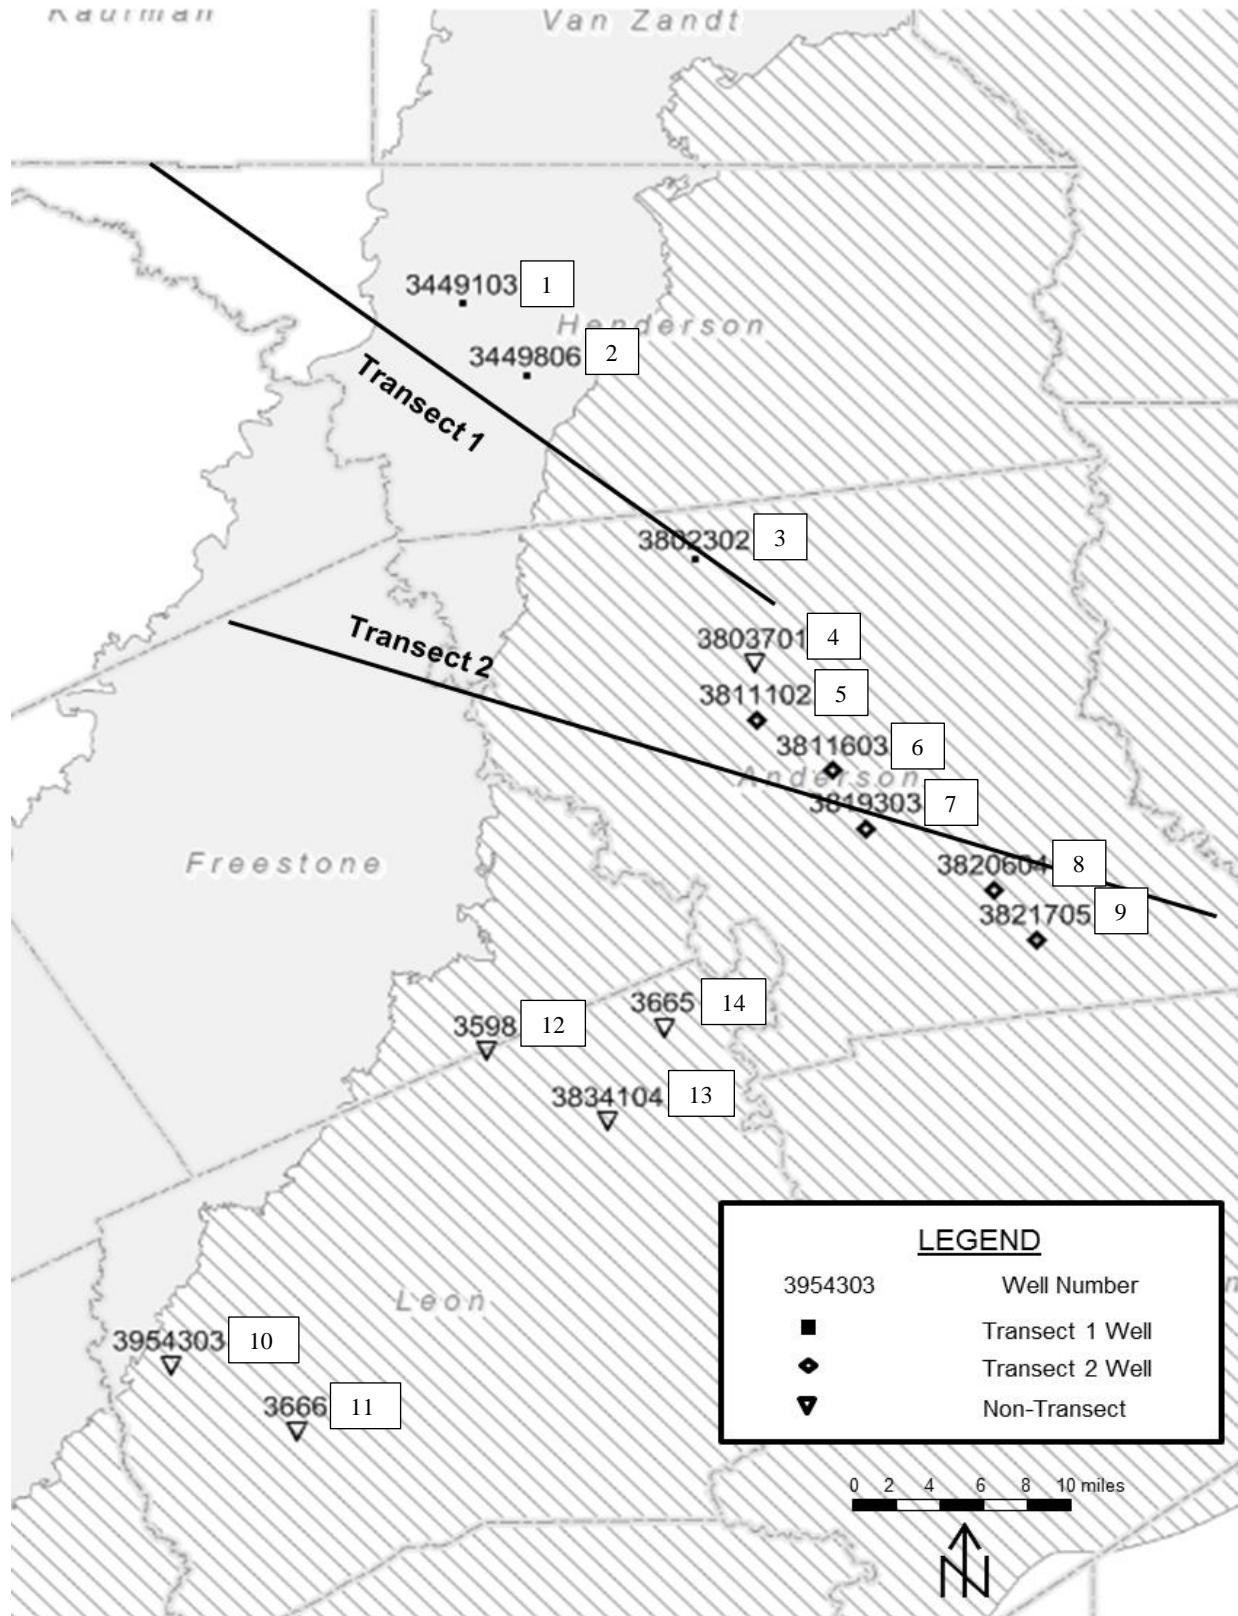 Kaufman
Van Zandt
3449103 1
Henderson
3449806 2
Transect 1
3802302 3
3803701 4
Transect 2
3811102 5
3811603 6
Anderson
3819303 7
Freestone
3820604 8
3821705 9
3665 14
3598 12
3834104 13
LEGEND
3954303 Well Number
Leon
Transect 1 Well
3954303 10
Transect 2 Well
3666 11
Non-Transect
0 2 4 6 8 10 miles
N